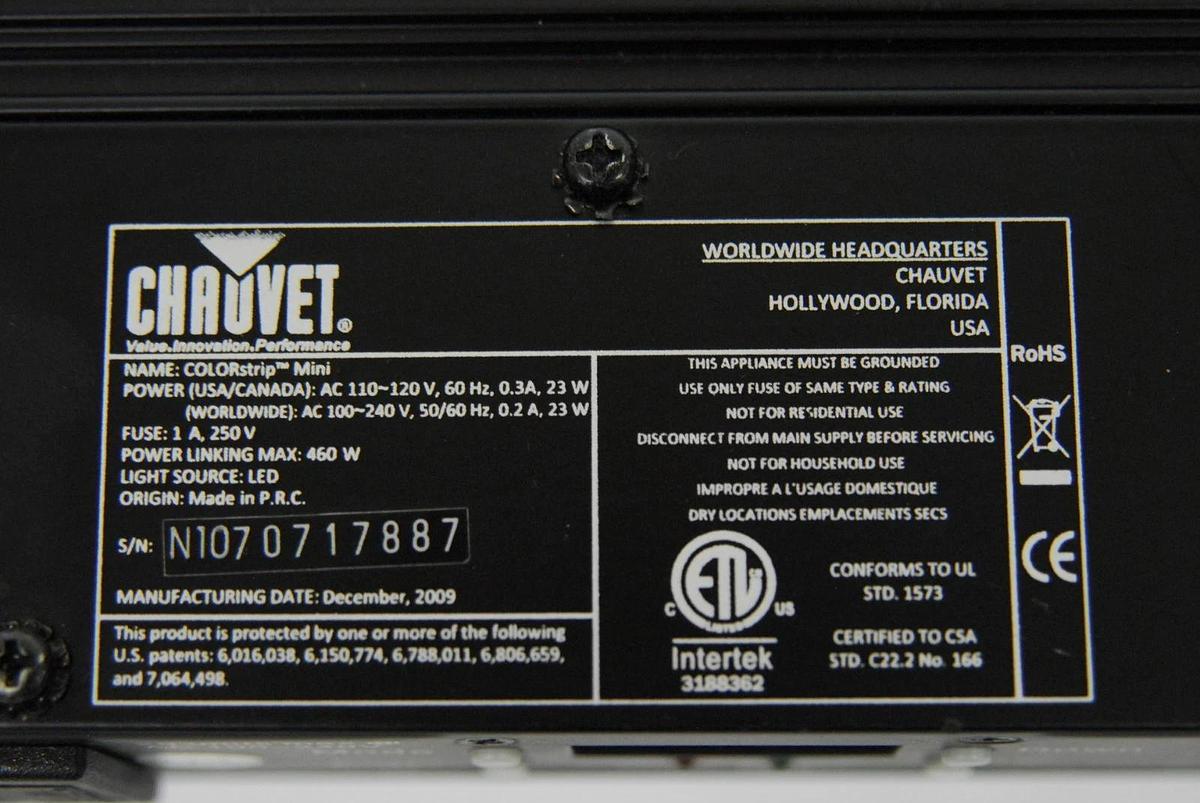 CHAUVET®
Value.Innovation.Performance
WORLDWIDE HEADQUARTERS
CHAUVET
HOLLYWOOD, FLORIDA
USA
NAME: COLORstrip™ Mini
POWER (USA/CANADA): AC 110~120 V, 60 Hz, 0.3A, 23 W
(WORLDWIDE): AC 100~240 V, 50/60 Hz, 0.2 A, 23 W
FUSE: 1 A, 250 V
POWER LINKING MAX: 460 W
LIGHT SOURCE: LED
ORIGIN: Made in P.R.C.
S/N: N1070717887
MANUFACTURING DATE: December, 2009
This product is protected by one or more of the following
U.S. patents: 6,016,038, 6,150,774, 6,788,011, 6,806,659,
and 7,064,498.
THIS APPLIANCE MUST BE GROUNDED
USE ONLY FUSE OF SAME TYPE & RATING
NOT FOR RESIDENTIAL USE
DISCONNECT FROM MAIN SUPPLY BEFORE SERVICING
NOT FOR HOUSEHOLD USE
IMPROPRE A L'USAGE DOMESTIQUE
DRY LOCATIONS EMPLACEMENTS SECS
ETL CM
LISTED
C US
Intertek
3188362
CONFORMS TO UL
STD. 1573
CERTIFIED TO CSA
STD. C22.2 No. 166
RoHS
CE